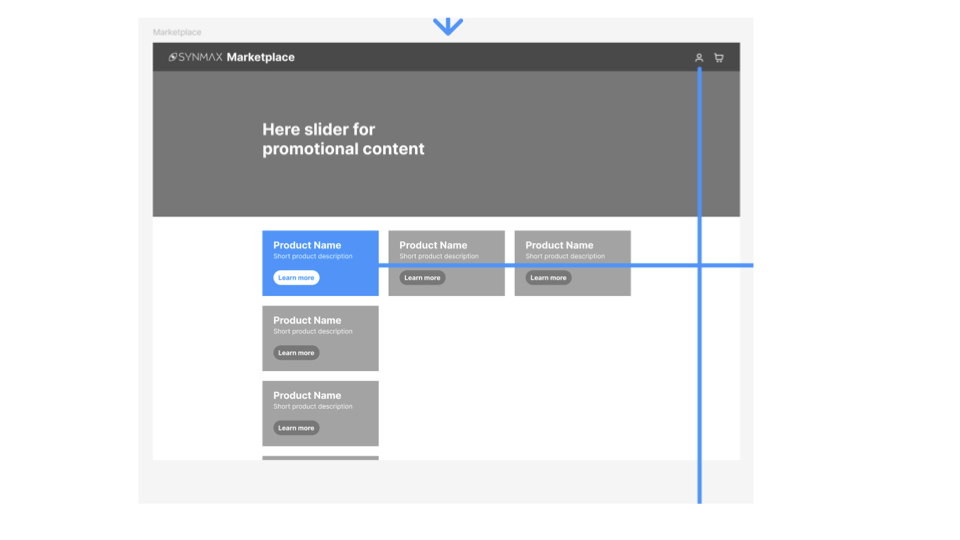 Marketplace
SYNMAX Marketplace
Here slider for
promotional content
Product Name
Short product description
Learn more
Product Name
Short product description
Learn more
Product Name
Short product description
Learn more
Product Name
Short product description
Learn more
Product Name
Short product description
Learn more